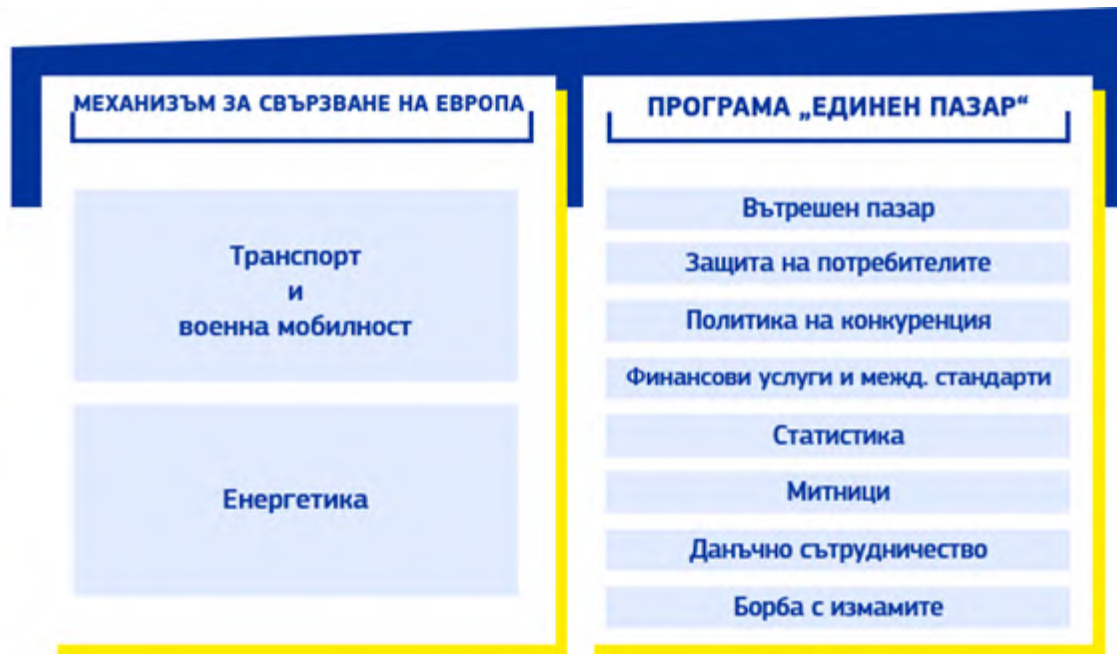 МЕХАНИЗЪМ ЗА СВЪРЗВАНЕ НА ЕВРОПА
Транспорт
и
военна мобилност
Енергетика
ПРОГРАМА „ЕДИНЕН ПАЗАР“
Вътрешен пазар
Защита на потребителите
Политика на конкуренция
Финансови услуги и межд. стандарти
Статистика
Митници
Данъчно сътрудничество
Борба с измамите